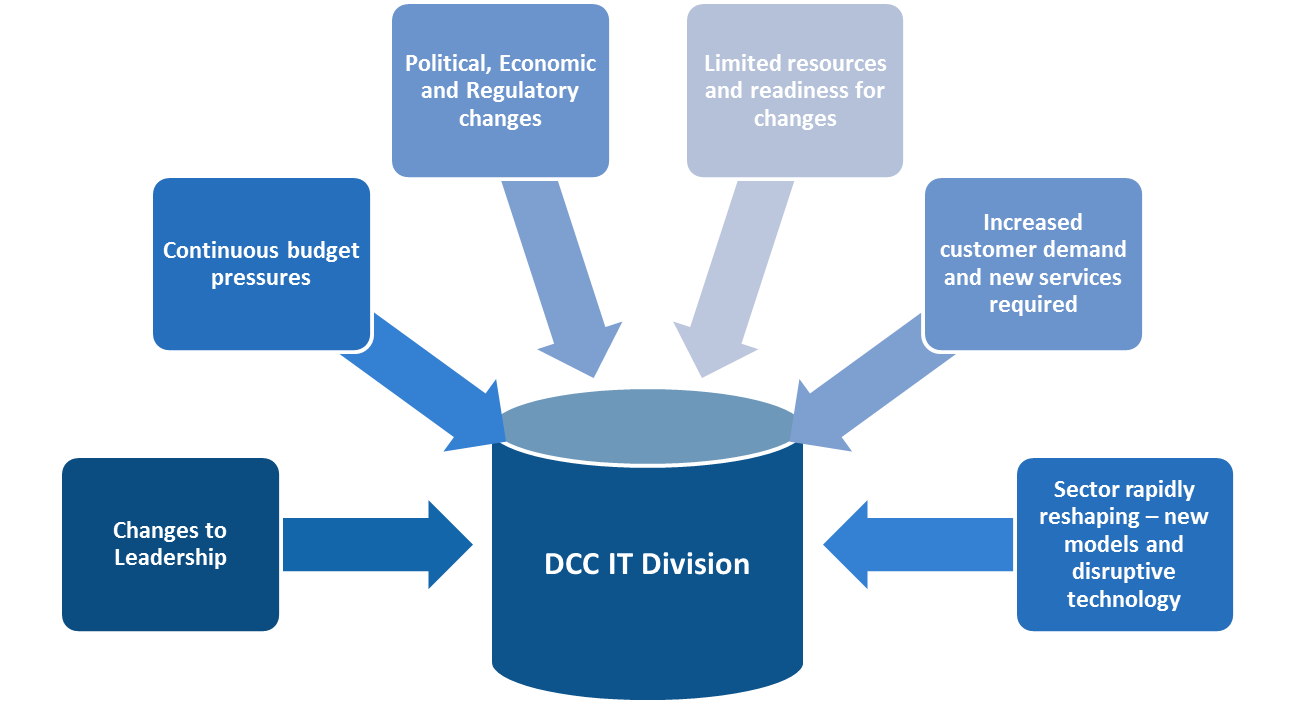 Political, Economic
and Regulatory
changes
Limited resources
and readiness for
changes
Continuous budget
pressures
Increased
customer demand
and new services
required
Changes to
Leadership
DCC IT Division
Sector rapidly
reshaping – new
models and
disruptive
technology